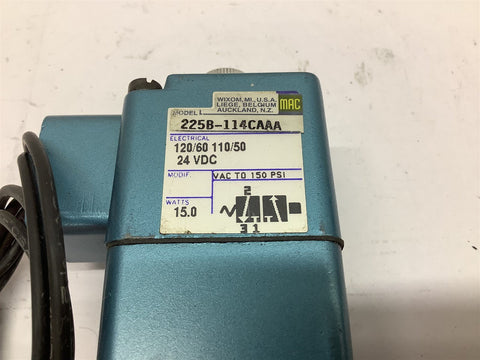 WIXOM, MI, U.S.A.
LIEGE, BELGIUM
AUCKLAND, N.Z.
MAC
MODEL
225B-114CAAA
ELECTRICAL
120/60 110/50
24 VDC
MODIF.
VAC TO 150 PSI
WATTS
15.0
2
3 1